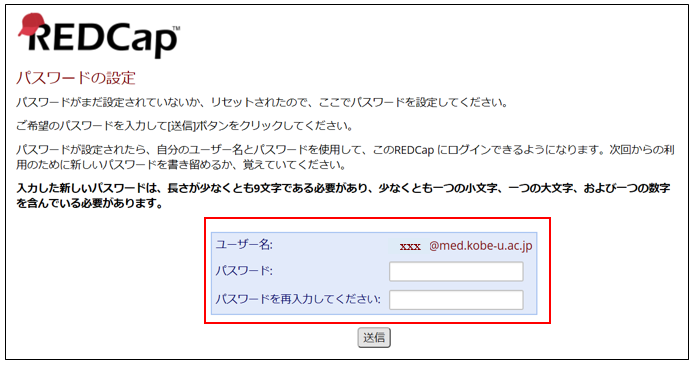 REDCap™
パスワードの設定
パスワードがまだ設定されていないか、リセットされたので、ここでパスワードを設定してください。
ご希望のパスワードを入力して[送信]ボタンをクリックしてください。
パスワードが設定されたら、自分のユーザー名とパスワードを使用して、このREDCap にログインできるようになります。次回からの利
用のために新しいパスワードを書き留めるか、覚えていてください。
入力した新しいパスワードは、長さが少なくとも9文字である必要があり、少なくとも一つの小文字、一つの大文字、および一つの数字
を含んでいる必要があります。
ユーザー名: xxx @med.kobe-u.ac.jp
パスワード:
パスワードを再入力してください:
送信